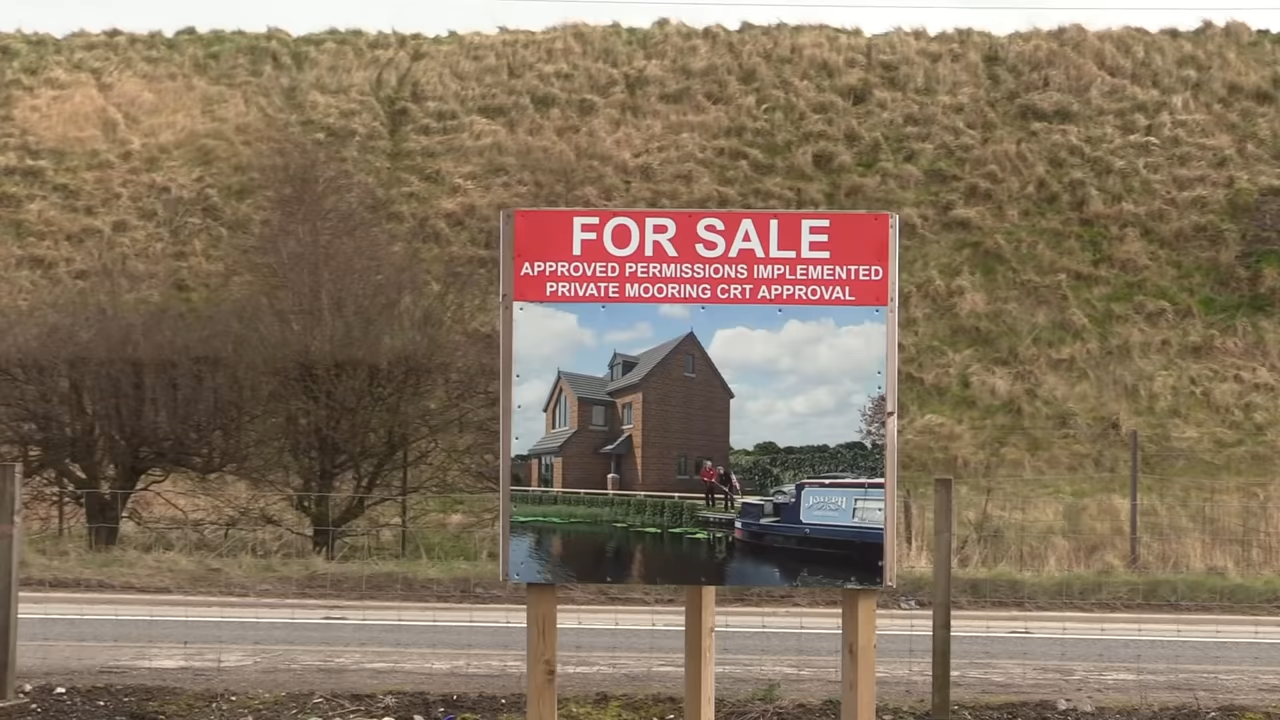 FOR SALE
APPROVED PERMISSIONS IMPLEMENTED
PRIVATE MOORING CRT APPROVAL
JOSEPH